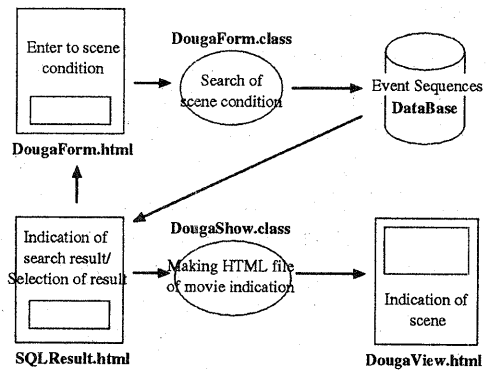 Enter to scene
condition
DougaForm.html
DougaForm.class
Search of
scene condition
Event Sequences
DataBase
Indication of
search result/
Selection of result
SQLResult.html
DougaShow.class
Making HTML file
of movie indication
Indication of
scene
DougaView.html